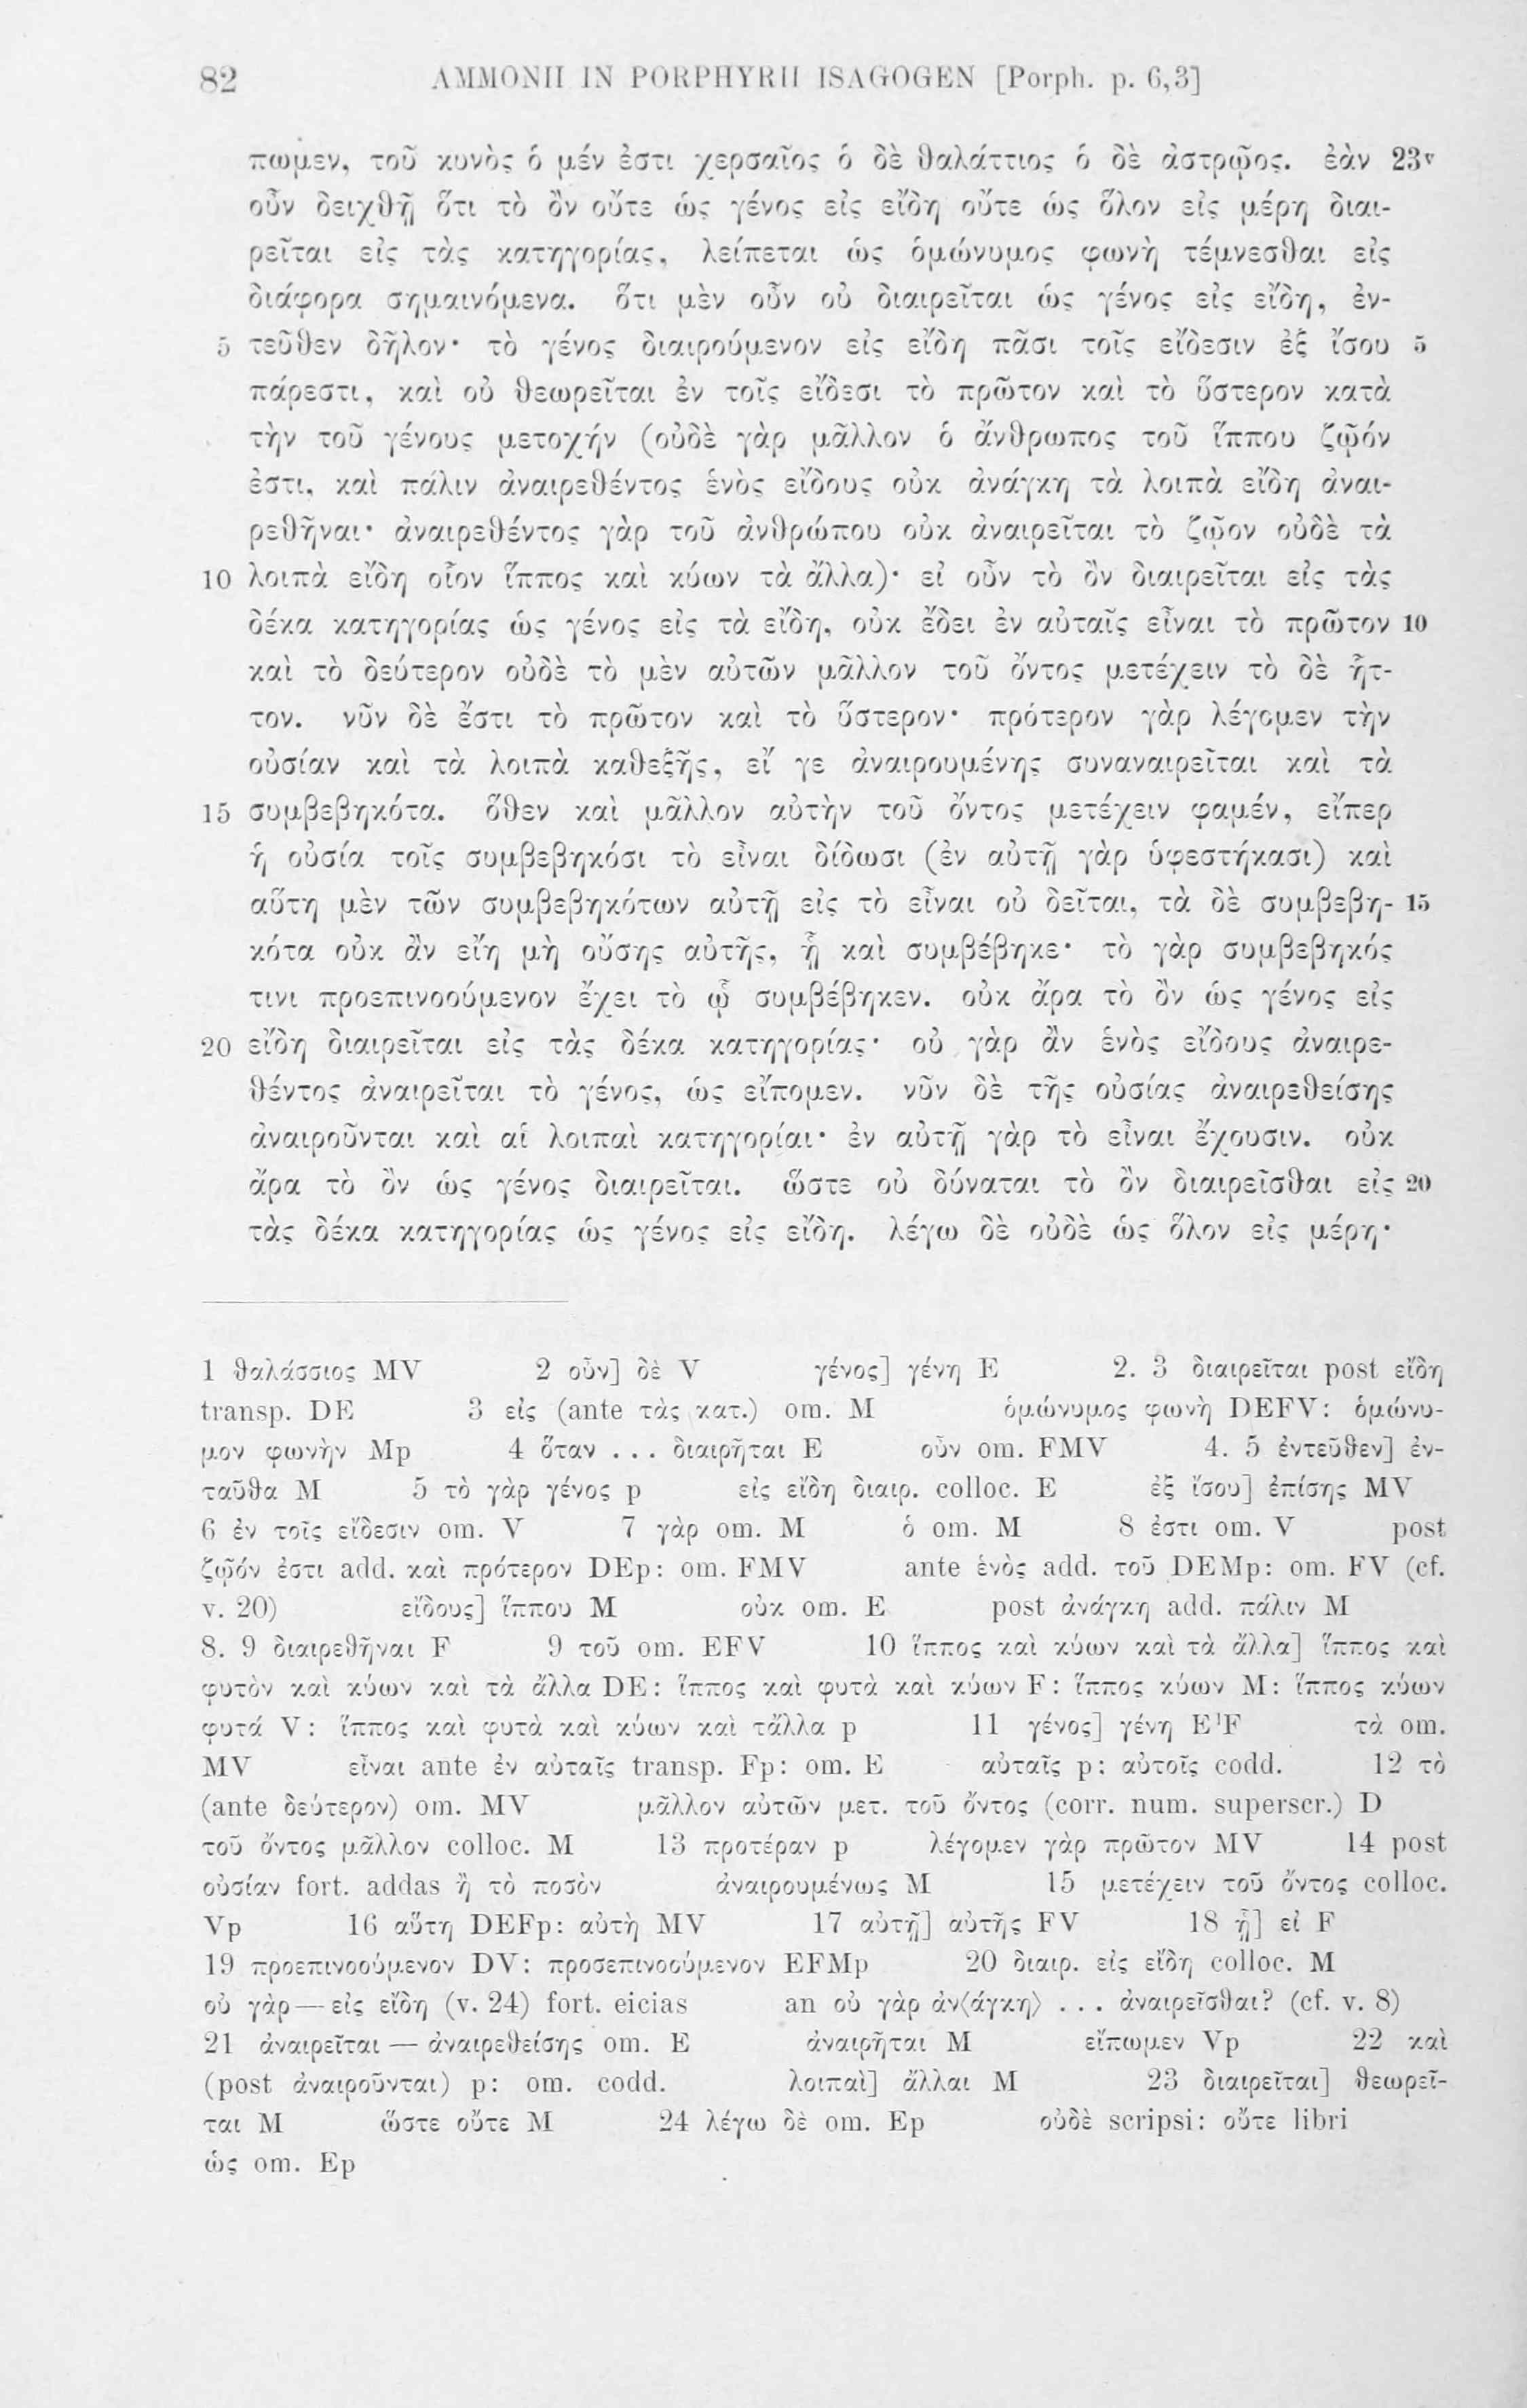 82 AMMONII IN PORPHYRII ISAGOGEN [Porph. p. 6,3]
πωμεν, τοῦ κυνὸς ὁ μέν ἐστι χερσαῖος ὁ δὲ θαλάττιος ὁ δὲ ἀστρῷος. ἐὰν 23v
οὖν δειχθῇ ὅτι τὸ ὂν οὔτε ὡς γένος εἰς εἴδη οὔτε ὡς ὅλον εἰς μέρη διαι-
ρεῖται εἰς τὰς κατηγορίας, λείπεται ὡς ὁμώνυμος φωνὴ τέμνεσθαι εἰς
διάφορα σημαινόμενα. ὅτι μὲν οὖν οὐ διαιρεῖται ὡς γένος εἰς εἴδη, ἐν-
5 τεῦθεν δῆλον· τὸ γένος διαιρούμενον εἰς εἴδη πᾶσι τοῖς εἴδεσιν ἐξ ἴσου 5
πάρεστι, καὶ οὐ θεωρεῖται ἐν τοῖς εἴδεσι τὸ πρῶτον καὶ τὸ ὕστερον κατὰ
τὴν τοῦ γένους μετοχήν (οὐδὲ γὰρ μᾶλλον ὁ ἄνθρωπος τοῦ ἵππου ζῷόν
ἐστι, καὶ πάλιν ἀναιρεθέντος ἑνὸς εἴδους οὐκ ἀνάγκη τὰ λοιπὰ εἴδη ἀναι-
ρεθῆναι· ἀναιρεθέντος γὰρ τοῦ ἀνθρώπου οὐκ ἀναιρεῖται τὸ ζῷον οὐδὲ τὰ
10 λοιπὰ εἴδη οἷον ἵππος καὶ κύων τὰ ἄλλα)· εἰ οὖν τὸ ὂν διαιρεῖται εἰς τὰς
δέκα κατηγορίας ὡς γένος εἰς τὰ εἴδη, οὐκ ἔδει ἐν αὐταῖς εἶναι τὸ πρῶτον 10
καὶ τὸ δεύτερον οὐδὲ τὸ μὲν αὐτῶν μᾶλλον τοῦ ὄντος μετέχειν τὸ δὲ ἧτ-
τον. νῦν δὲ ἔστι τὸ πρῶτον καὶ τὸ ὕστερον· πρότερον γὰρ λέγομεν τὴν
οὐσίαν καὶ τὰ λοιπὰ καθεξῆς, εἴ γε ἀναιρουμένης συναναιρεῖται καὶ τὰ
15 συμβεβηκότα. ὅθεν καὶ μᾶλλον αὐτὴν τοῦ ὄντος μετέχειν φαμέν, εἴπερ
ἡ οὐσία τοῖς συμβεβηκόσι τὸ εἶναι δίδωσι (ἐν αὐτῇ γὰρ ὑφεστήκασι) καὶ
αὕτη μὲν τῶν συμβεβηκότων αὐτῇ εἰς τὸ εἶναι οὐ δεῖται, τὰ δὲ συμβεβη- 15
κότα οὐκ ἂν εἴη μὴ οὔσης αὐτῆς, ᾗ καὶ συμβέβηκε· τὸ γὰρ συμβεβηκός
τινι προεπινοούμενον ἔχει τὸ ᾧ συμβέβηκεν. οὐκ ἄρα τὸ ὂν ὡς γένος εἰς
20 εἴδη διαιρεῖται εἰς τὰς δέκα κατηγορίας· οὐ γὰρ ἂν ἑνὸς εἴδους ἀναιρε-
θέντος ἀναιρεῖται τὸ γένος, ὡς εἴπομεν. νῦν δὲ τῆς οὐσίας ἀναιρεθείσης
ἀναιροῦνται καὶ αἱ λοιπαὶ κατηγορίαι· ἐν αὐτῇ γὰρ τὸ εἶναι ἔχουσιν. οὐκ
ἄρα τὸ ὂν ὡς γένος διαιρεῖται. ὥστε οὐ δύναται τὸ ὂν διαιρεῖσθαι εἰς 20
τὰς δέκα κατηγορίας ὡς γένος εἰς εἴδη. λέγω δὲ οὐδὲ ὡς ὅλον εἰς μέρη·
1 θαλάσσιος MV 2 οὖν] δὲ V γένος] γένη E 2. 3 διαιρεῖται post εἴδη
transp. DE 3 εἰς (ante τὰς κατ.) om. M ὁμώνυμος φωνὴ DEFV: ὁμώνυ-
μον φωνὴν Mp 4 ὅταν ... διαιρῆται E οὖν om. FMV 4. 5 ἐντεῦθεν] ἐν-
ταῦθα M 5 τὸ γὰρ γένος p εἰς εἴδη διαιρ. colloc. E ἐξ ἴσου] ἐπίσης MV
6 ἐν τοῖς εἴδεσιν om. V 7 γὰρ om. M ὁ om. M 8 ἐστι om. V post
ζῷόν ἐστι add. καὶ πρότερον DEp: om. FMV ante ἑνὸς add. τοῦ DEMp: om. FV (cf.
v. 20) εἴδους] ἵππου M οὐκ om. E post ἀνάγκη add. πάλιν M
8. 9 διαιρεθῆναι F 9 τοῦ om. EFV 10 ἵππος καὶ κύων καὶ τὰ ἄλλα] ἵππος καὶ
φυτὸν καὶ κύων καὶ τὰ ἄλλα DE: ἵππος καὶ φυτὰ καὶ κύων F: ἵππος κύων M: ἵππος κύων
φυτά V: ἵππος καὶ φυτὰ καὶ κύων καὶ τἄλλα p 11 γένος] γένη E¹F τὰ om.
MV εἶναι ante ἐν αὐταῖς transp. Fp: om. E αὐταῖς p: αὐτοῖς codd. 12 τὸ
(ante δεύτερον) om. MV μᾶλλον αὐτῶν μετ. τοῦ ὄντος (corr. num. superscr.) D
τοῦ ὄντος μᾶλλον colloc. M 13 προτέραν p λέγομεν γὰρ πρῶτον MV 14 post
οὐσίαν fort. addas ἢ τὸ ποσὸν ἀναιρουμένως M 15 μετέχειν τοῦ ὄντος colloc.
Vp 16 αὕτη DEFp: αὐτὴ MV 17 αὐτῇ] αὐτῆς FV 18 ᾗ] εἰ F
19 προεπινοούμενον DV: προσεπινοούμενον EFMp 20 διαιρ. εἰς εἴδη colloc. M
οὐ γὰρ — εἰς εἴδη (v. 24) fort. eicias an οὐ γὰρ ἀν⟨άγκη⟩ ... ἀναιρεῖσθαι? (cf. v. 8)
21 ἀναιρεῖται — ἀναιρεθείσης om. E ἀναιρῆται M εἴπωμεν Vp 22 καὶ
(post ἀναιροῦνται) p: om. codd. λοιπαὶ] ἄλλαι M 23 διαιρεῖται] θεωρεῖ-
ται M ὥστε οὔτε M 24 λέγω δὲ om. Ep οὐδὲ scripsi: οὔτε libri
ὡς om. Ep